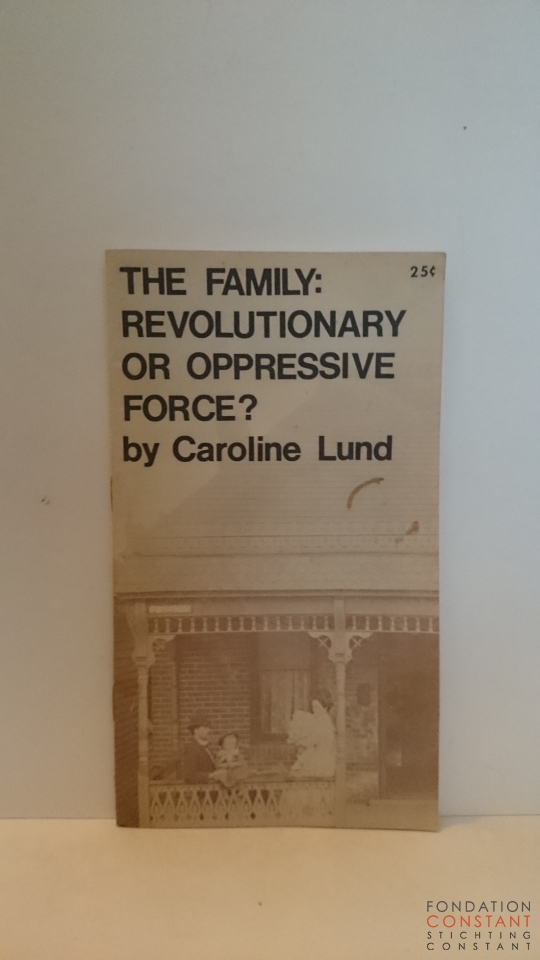 THE FAMILY:
25¢
REVOLUTIONARY
OR OPPRESSIVE
FORCE?
by Caroline Lund
FONDATION
CONSTANT
STICHTING
CONSTANT